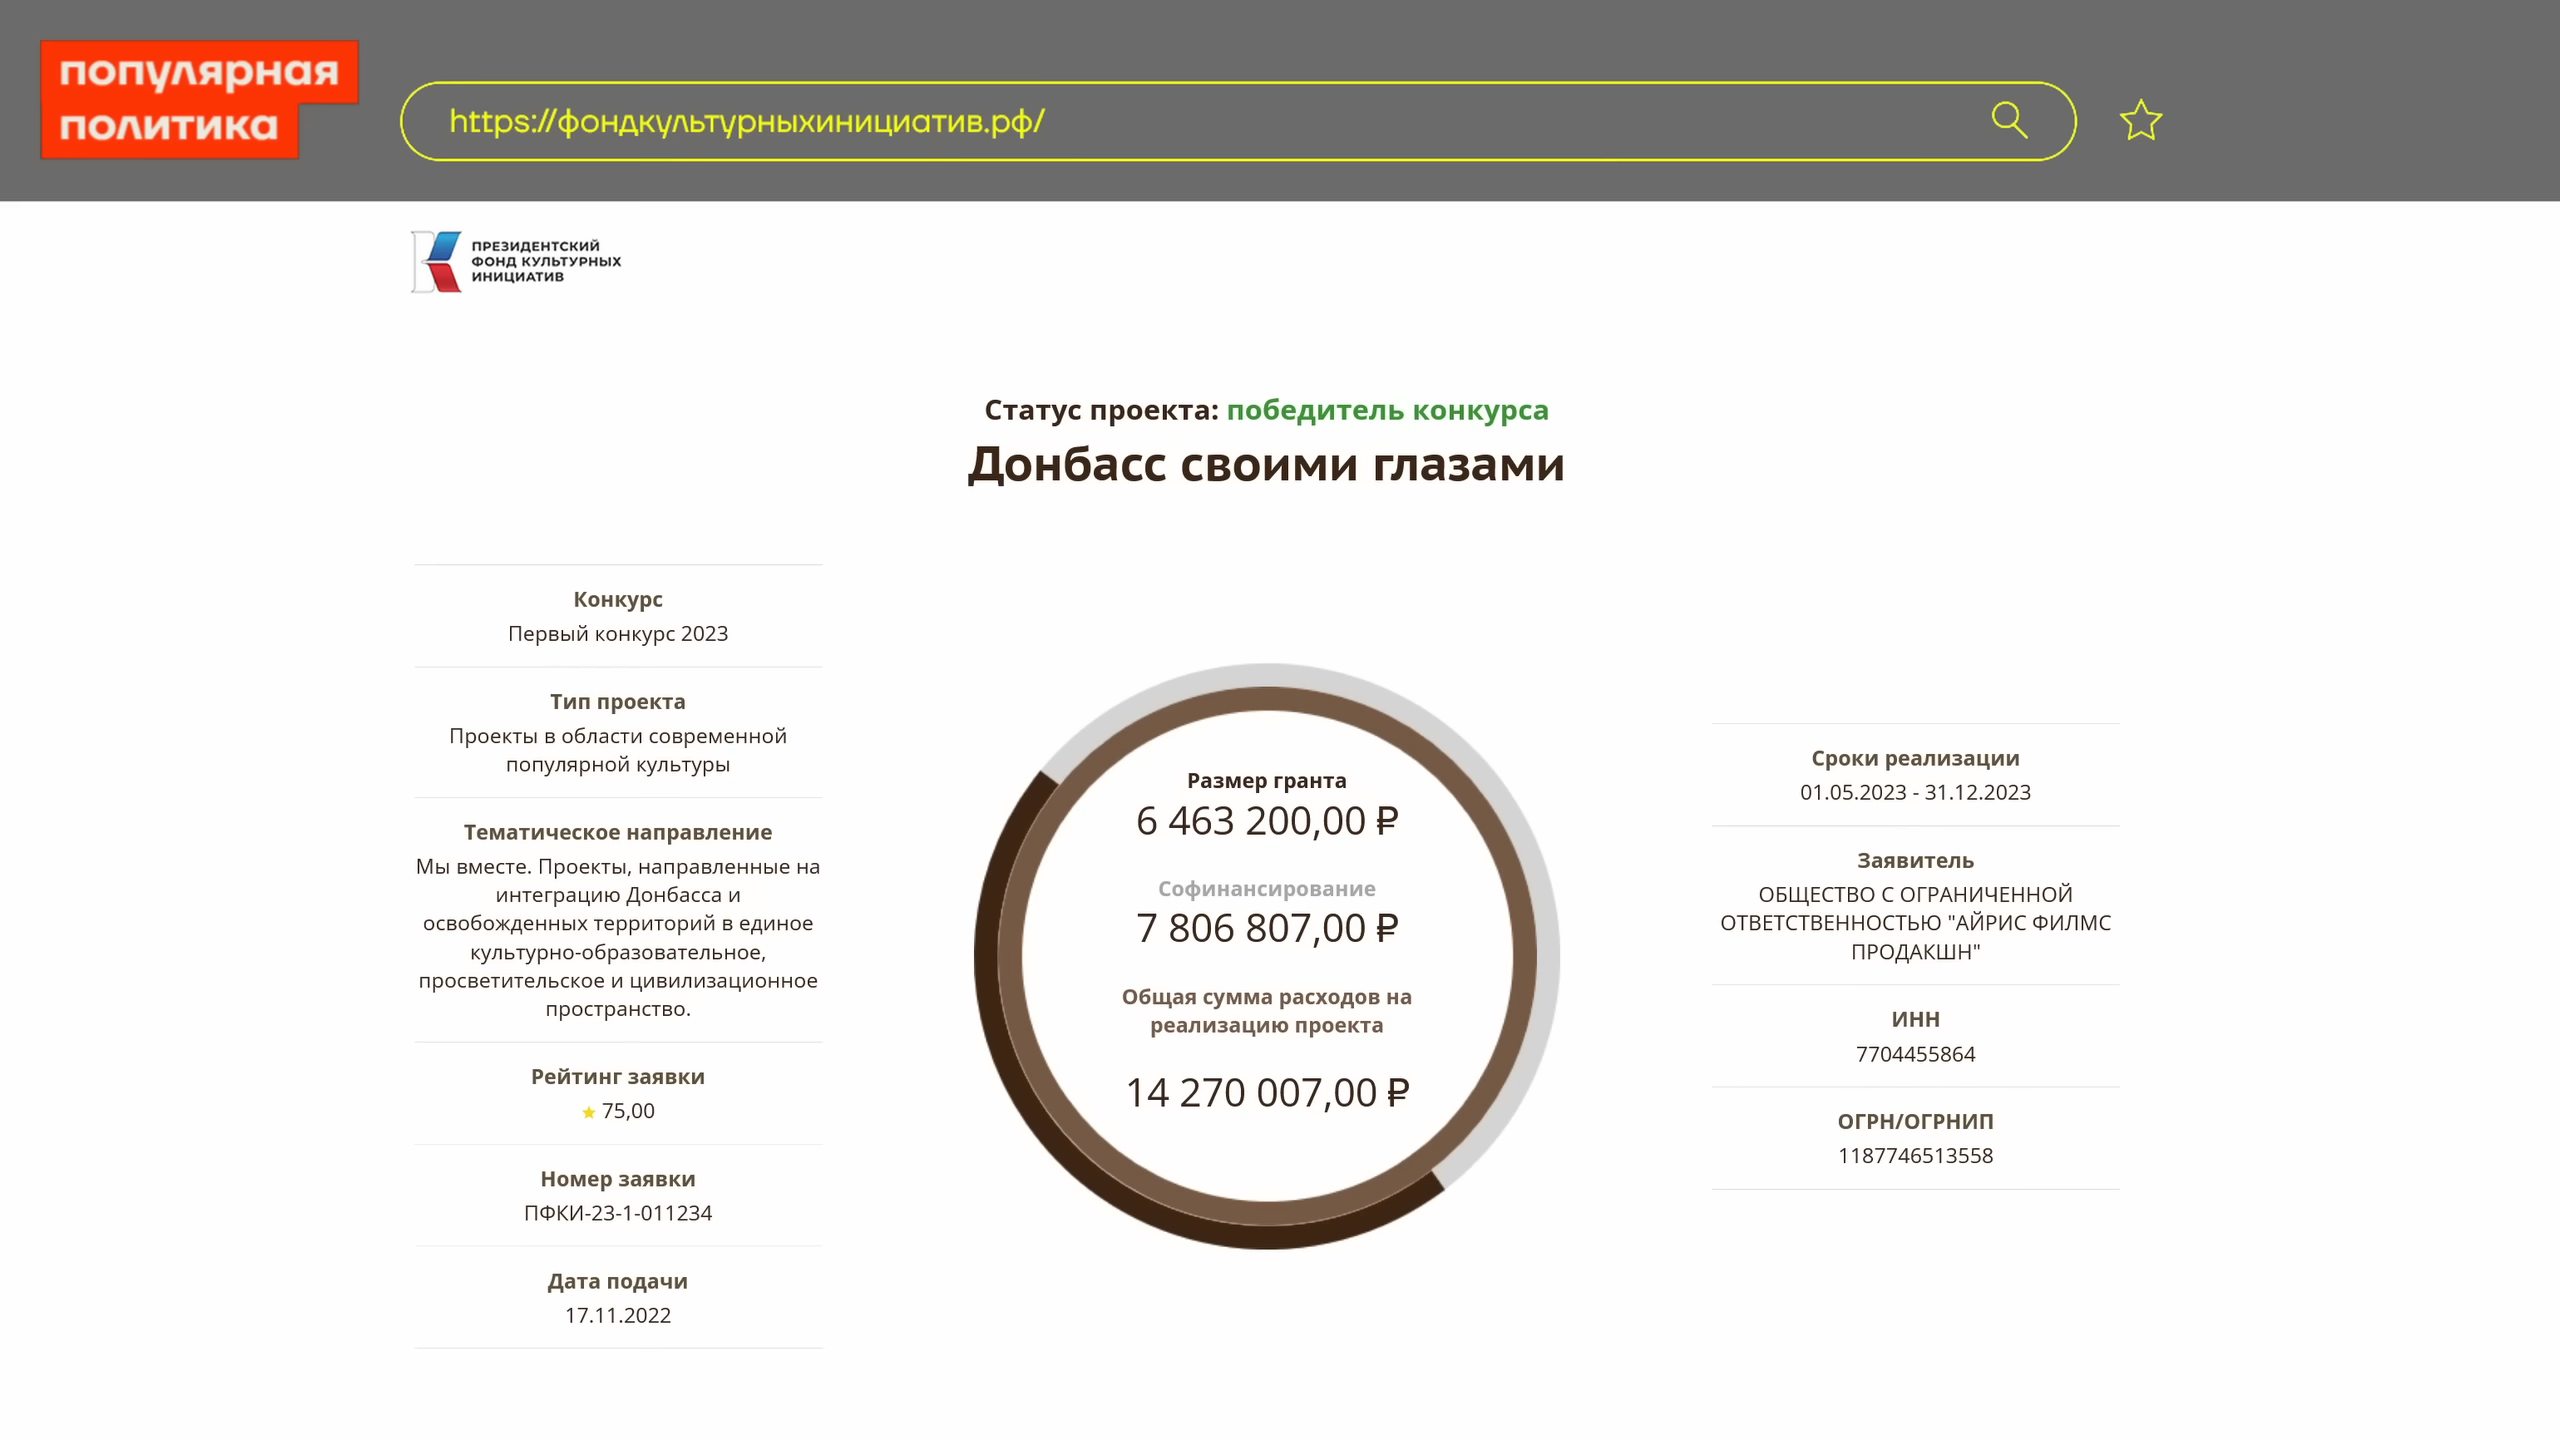 популярная
политика
https://фондкультурныхинициатив.рф/
ПРЕЗИДЕНТСКИЙ
ФОНД КУЛЬТУРНЫХ
ИНИЦИАТИВ
Статус проекта: победитель конкурса
Донбасс своими глазами
Конкурс
Первый конкурс 2023
Тип проекта
Проекты в области современной
популярной культуры
Тематическое направление
Мы вместе. Проекты, направленные на
интеграцию Донбасса и
освобожденных территорий в единое
культурно-образовательное,
просветительское и цивилизационное
пространство.
Рейтинг заявки
75,00
Номер заявки
ПФКИ-23-1-011234
Дата подачи
17.11.2022
Размер гранта
6 463 200,00 ₽
Софинансирование
7 806 807,00 ₽
Общая сумма расходов на
реализацию проекта
14 270 007,00 ₽
Сроки реализации
01.05.2023 - 31.12.2023
Заявитель
ОБЩЕСТВО С ОГРАНИЧЕННОЙ
ОТВЕТСТВЕННОСТЬЮ "АЙРИС ФИЛМС
ПРОДАКШН"
ИНН
7704455864
ОГРН/ОГРНИП
1187746513558